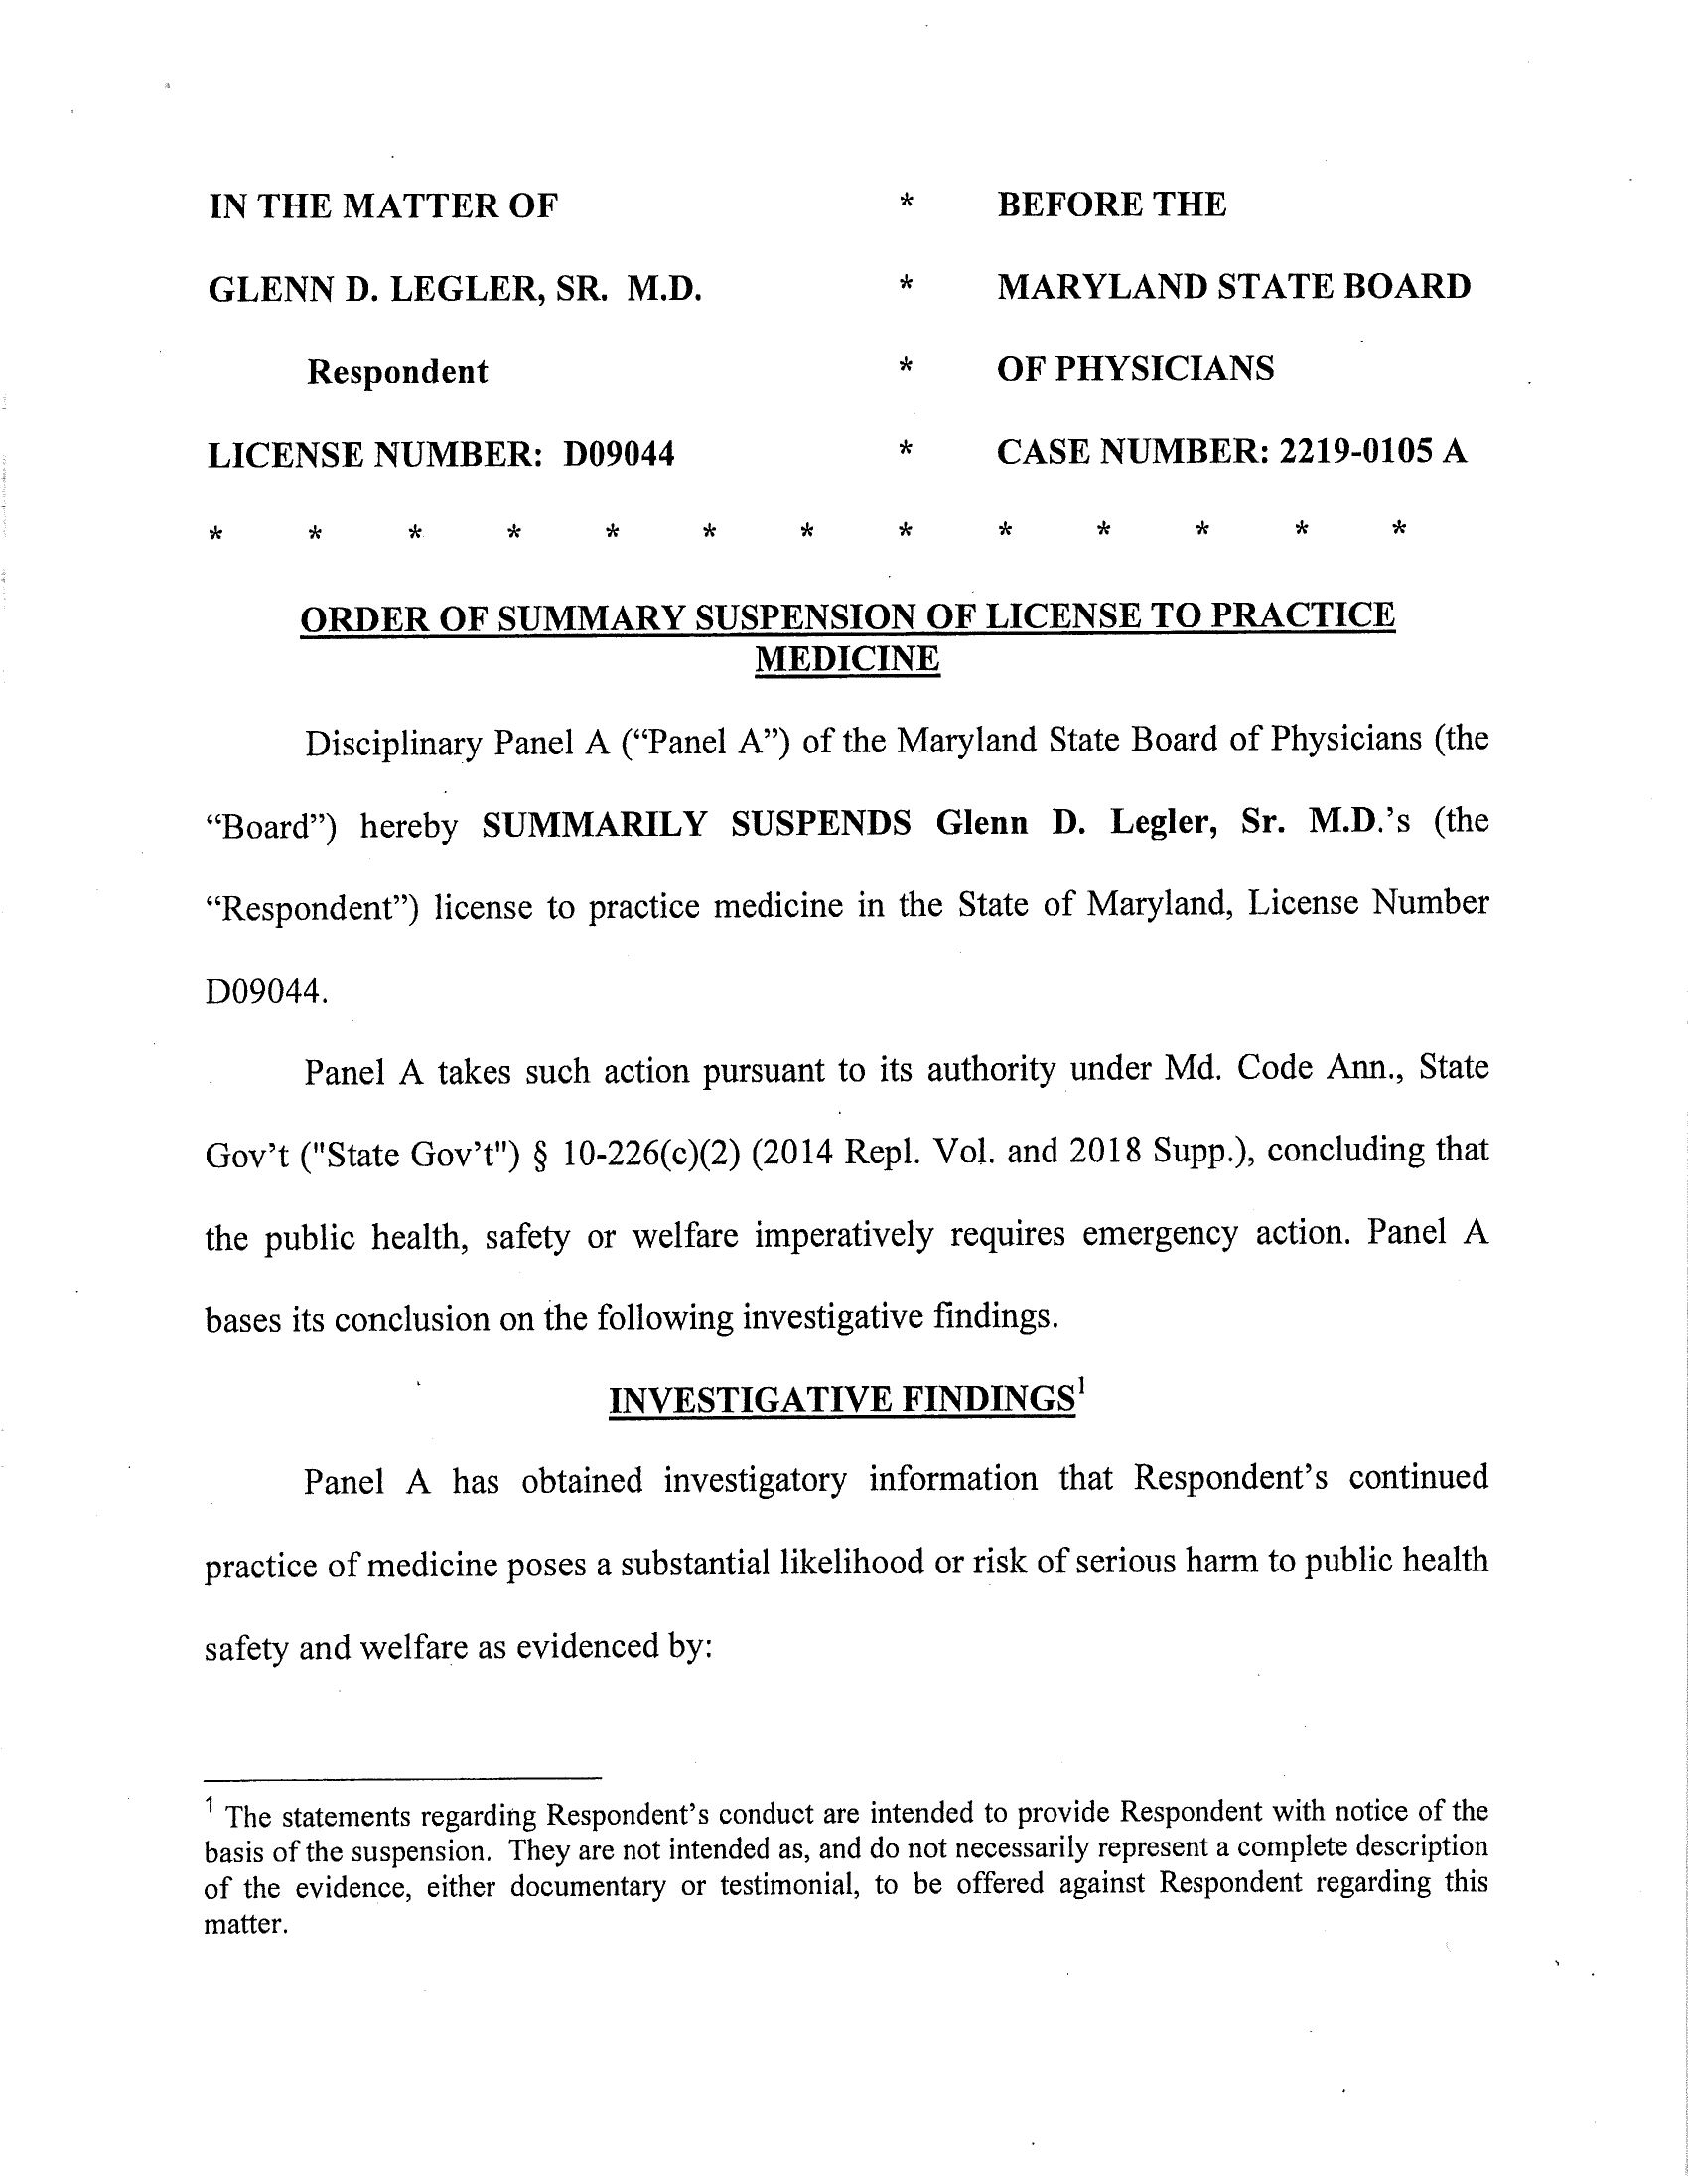 IN THE MATTER OF * BEFORE THE
GLENN D. LEGLER, SR. M.D. * MARYLAND STATE BOARD
Respondent * OF PHYSICIANS
LICENSE NUMBER: D09044 * CASE NUMBER: 2219-0105 A
* * * * * * * * * * * * *
ORDER OF SUMMARY SUSPENSION OF LICENSE TO PRACTICE
MEDICINE
Disciplinary Panel A (“Panel A”) of the Maryland State Board of Physicians (the
“Board”) hereby SUMMARILY SUSPENDS Glenn D. Legler, Sr. M.D.’s (the
“Respondent”) license to practice medicine in the State of Maryland, License Number
D09044.
Panel A takes such action pursuant to its authority under Md. Code Ann., State
Gov’t ("State Gov’t") § 10-226(c)(2) (2014 Repl. Vol. and 2018 Supp.), concluding that
the public health, safety or welfare imperatively requires emergency action. Panel A
bases its conclusion on the following investigative findings.
INVESTIGATIVE FINDINGS¹
Panel A has obtained investigatory information that Respondent’s continued
practice of medicine poses a substantial likelihood or risk of serious harm to public health
safety and welfare as evidenced by:
¹ The statements regarding Respondent’s conduct are intended to provide Respondent with notice of the
basis of the suspension. They are not intended as, and do not necessarily represent a complete description
of the evidence, either documentary or testimonial, to be offered against Respondent regarding this
matter.